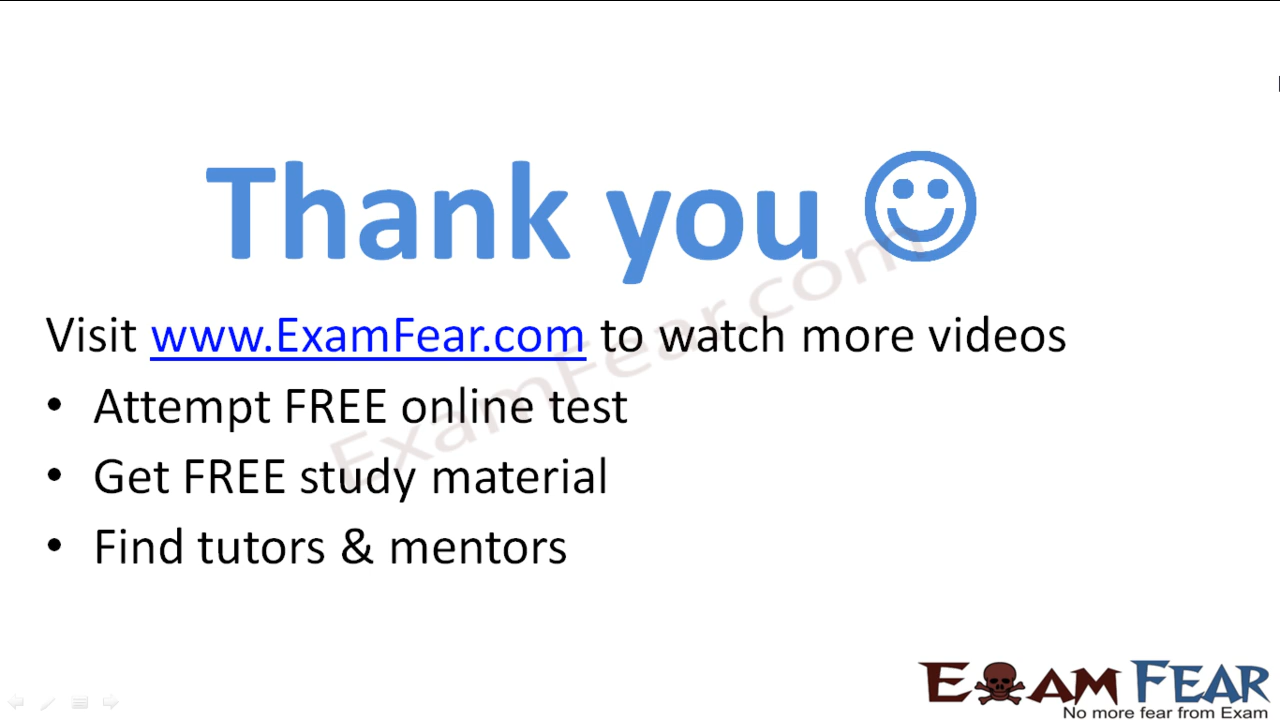 Thank you
Visit www.ExamFear.com to watch more videos
• Attempt FREE online test
• Get FREE study material
• Find tutors & mentors
ExamFear.com
EXAM FEAR
No more fear from Exam